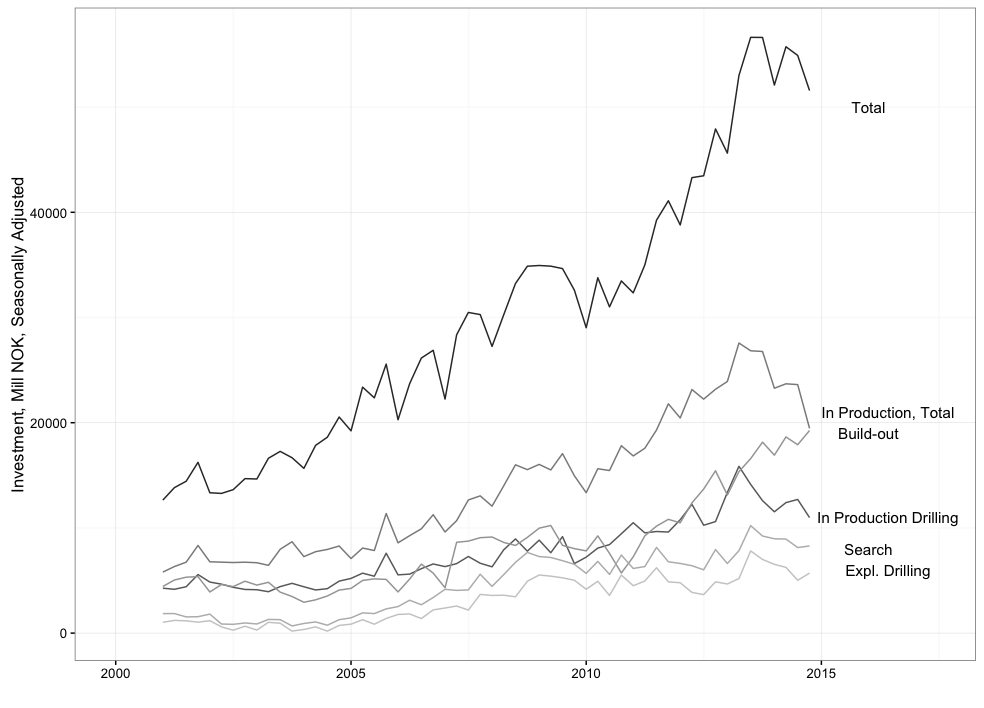 Investment, Mill NOK, Seasonally Adjusted
40000
20000
0
2000
2005
2010
2015
Total
In Production, Total
Build-out
In Production Drilling
Search
Expl. Drilling